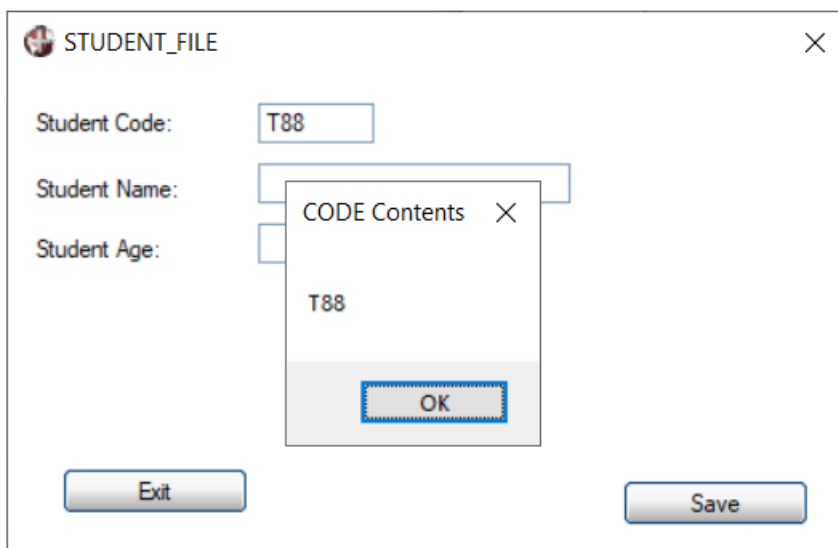 STUDENT_FILE
Student Code: T88
Student Name:
CODE Contents
Student Age:
T88
OK
Exit
Save